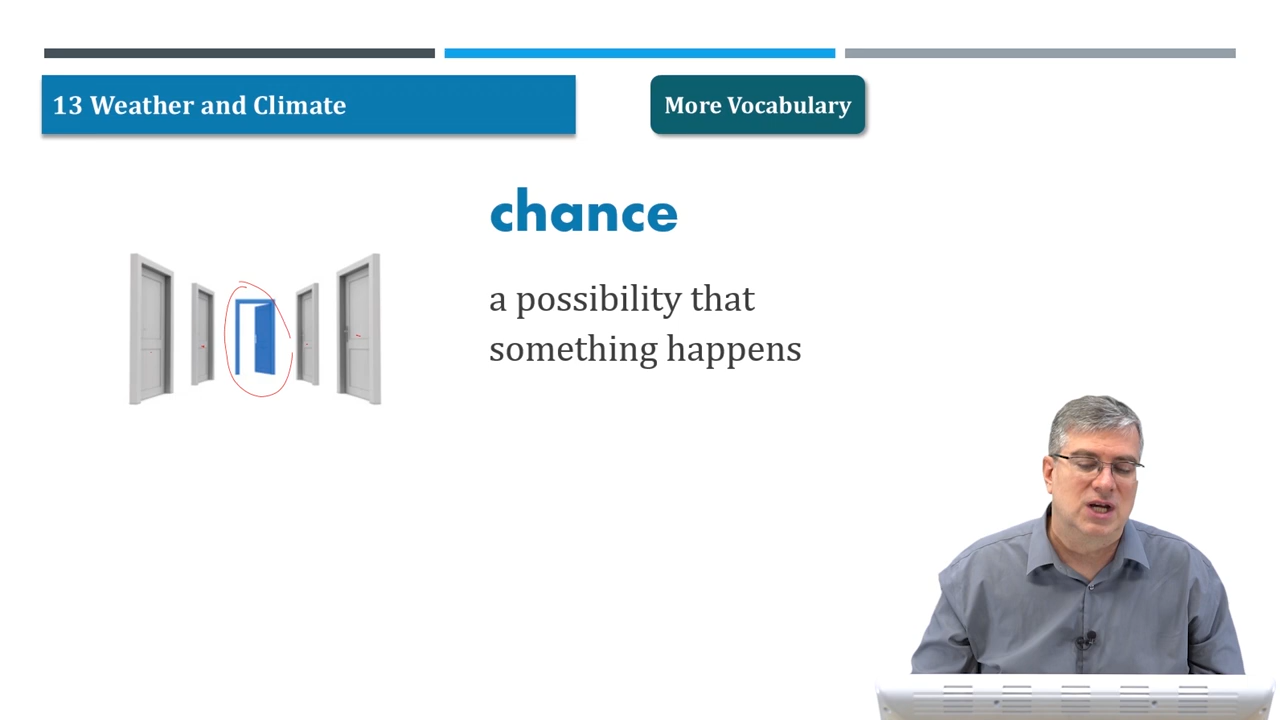 13 Weather and Climate
More Vocabulary
chance
a possibility that
something happens